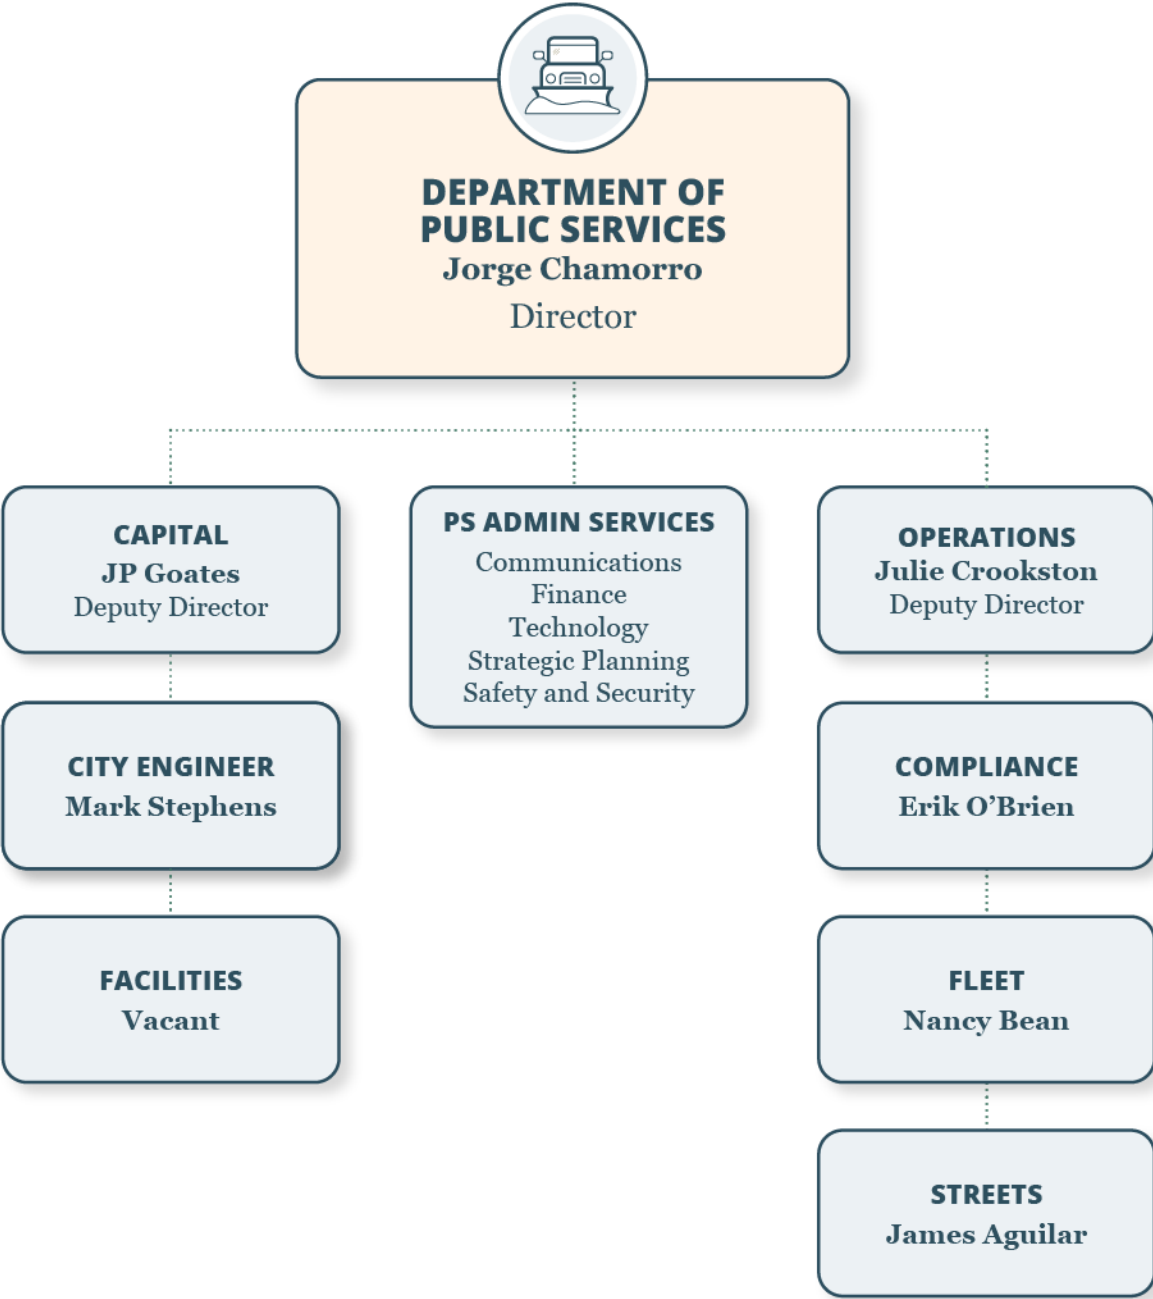 DEPARTMENT OF
PUBLIC SERVICES
Jorge Chamorro
Director
CAPITAL
JP Goates
Deputy Director
CITY ENGINEER
Mark Stephens
FACILITIES
Vacant
PS ADMIN SERVICES
Communications
Finance
Technology
Strategic Planning
Safety and Security
OPERATIONS
Julie Crookston
Deputy Director
COMPLIANCE
Erik O’Brien
FLEET
Nancy Bean
STREETS
James Aguilar